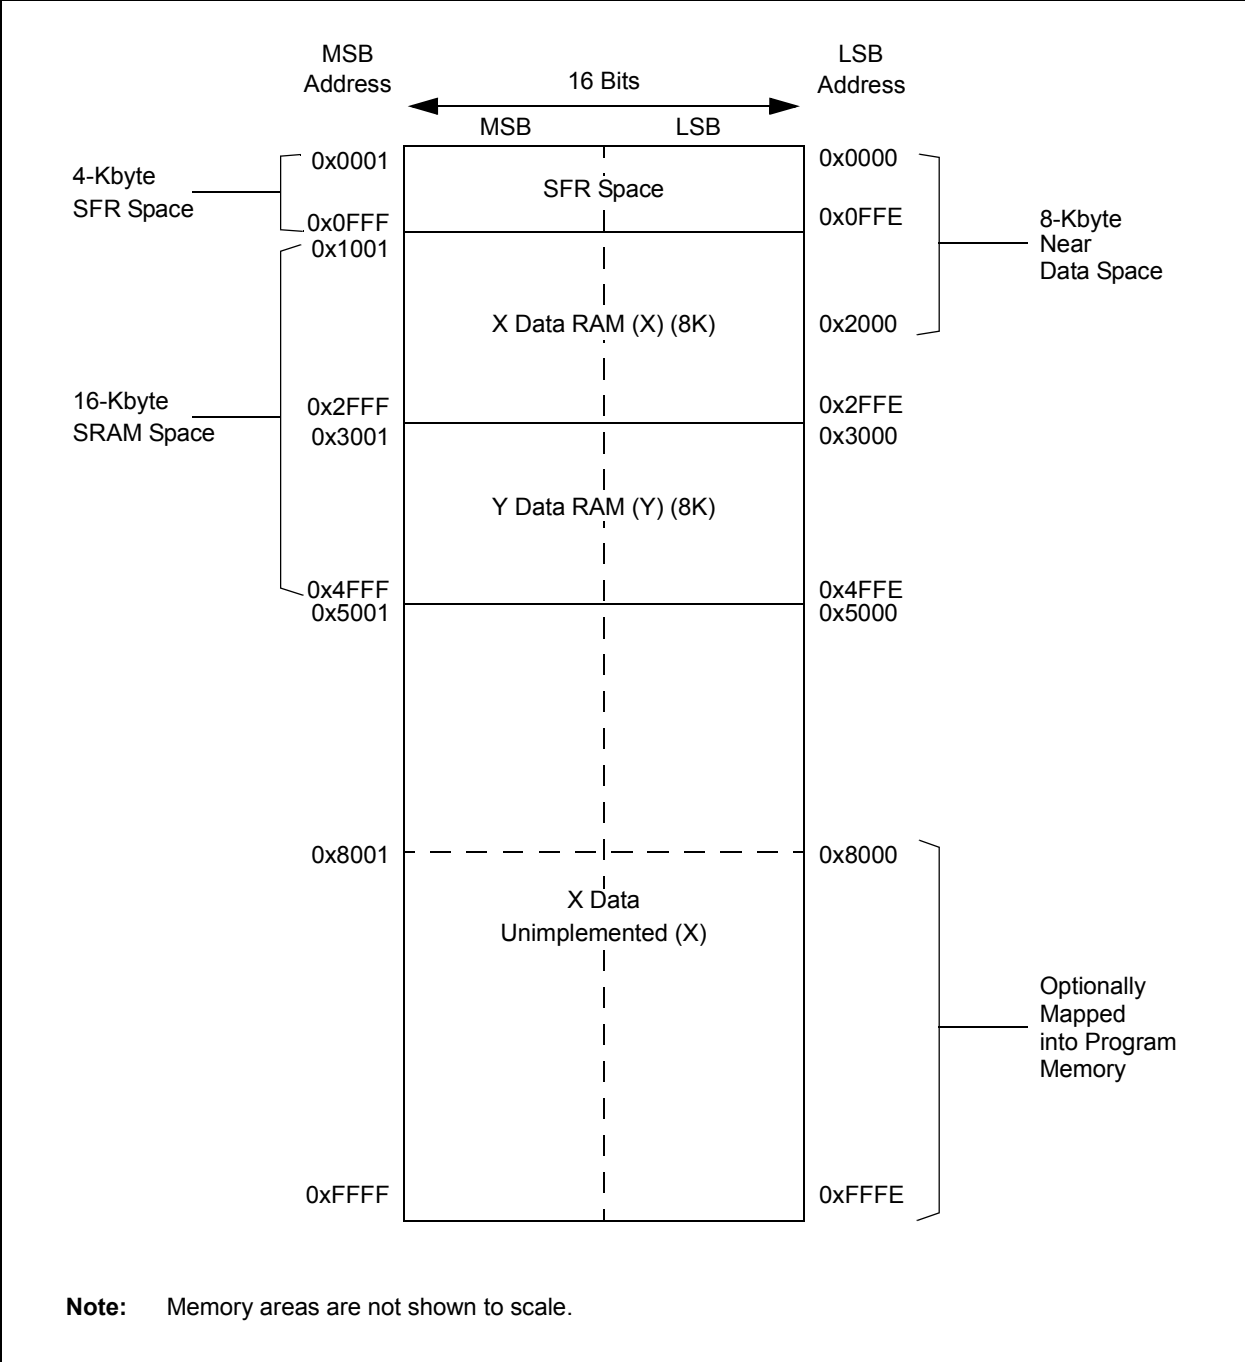 MSB
Address
LSB
Address
16 Bits
MSB
LSB
4-Kbyte
SFR Space
0x0001
0x0FFF
SFR Space
0x0000
0x0FFE
8-Kbyte
Near
Data Space
16-Kbyte
SRAM Space
0x1001
X Data RAM (X) (8K)
0x2000
0x2FFF
0x2FFE
0x3001
0x3000
Y Data RAM (Y) (8K)
0x4FFF
0x4FFE
0x5001
0x5000
0x8001
0x8000
X Data
Unimplemented (X)
Optionally
Mapped
into Program
Memory
0xFFFF
0xFFFE
Note: Memory areas are not shown to scale.